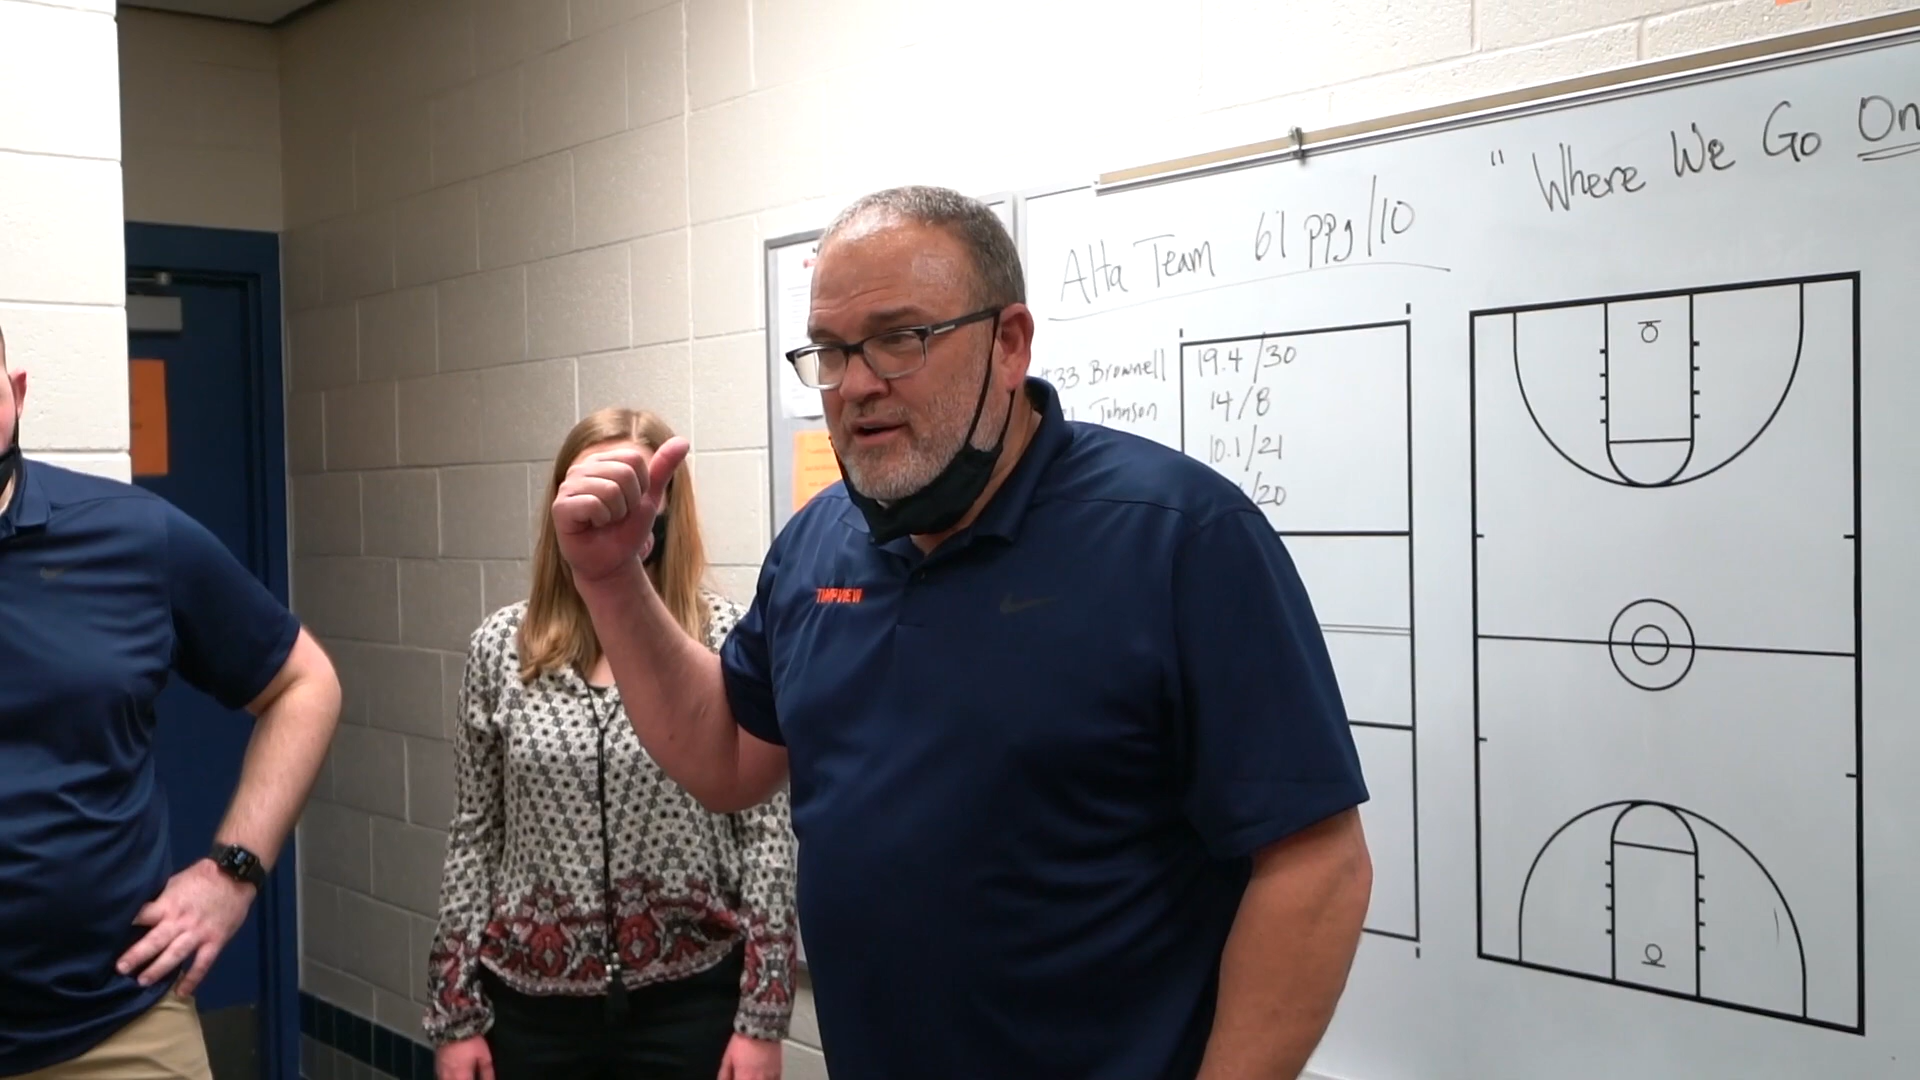 "Where We Go On
Alta Team 61 ppg/10
#33 Brownell 19.4/30
Johnson 14/8
10.1/21
/20
TIMPVIEW